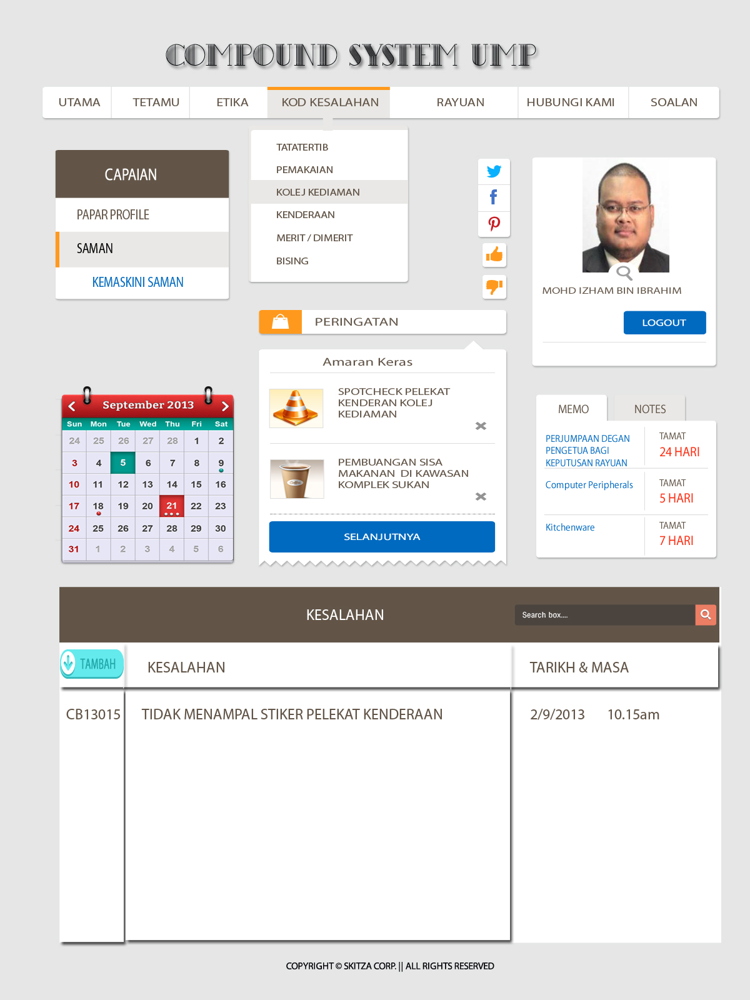 COMPOUND SYSTEM UMP
UTAMA TETAMU ETIKA KOD KESALAHAN RAYUAN HUBUNGI KAMI SOALAN
TATATERTIB
PEMAKAIAN
KOLEJ KEDIAMAN
KENDERAAN
MERIT / DIMERIT
BISING
CAPAIAN
PAPAR PROFILE
SAMAN
KEMASKINI SAMAN
MOHD IZHAM BIN IBRAHIM
LOGOUT
PERINGATAN
Amaran Keras
SPOTCHECK PELEKAT
KENDERAN KOLEJ
KEDIAMAN
PEMBUANGAN SISA
MAKANAN DI KAWASAN
KOMPLEK SUKAN
SELANJUTNYA
September 2013
Sun Mon Tue Wed Thu Fri Sat
24 25 26 27 28 1 2
3 4 5 6 7 8 9
10 11 12 13 14 15 16
17 18 19 20 21 22 23
24 25 26 27 28 29 30
31 1 2 3 4 5 6
MEMO NOTES
PERJUMPAAN DEGAN
PENGETUA BAGI
KEPUTUSAN RAYUAN
TAMAT
24 HARI
Computer Peripherals
TAMAT
5 HARI
Kitchenware
TAMAT
7 HARI
KESALAHAN
Search box....
TAMBAH KESALAHAN TARIKH & MASA
CB13015 TIDAK MENAMPAL STIKER PELEKAT KENDERAAN 2/9/2013 10.15am
COPYRIGHT © SKITZA CORP. || ALL RIGHTS RESERVED